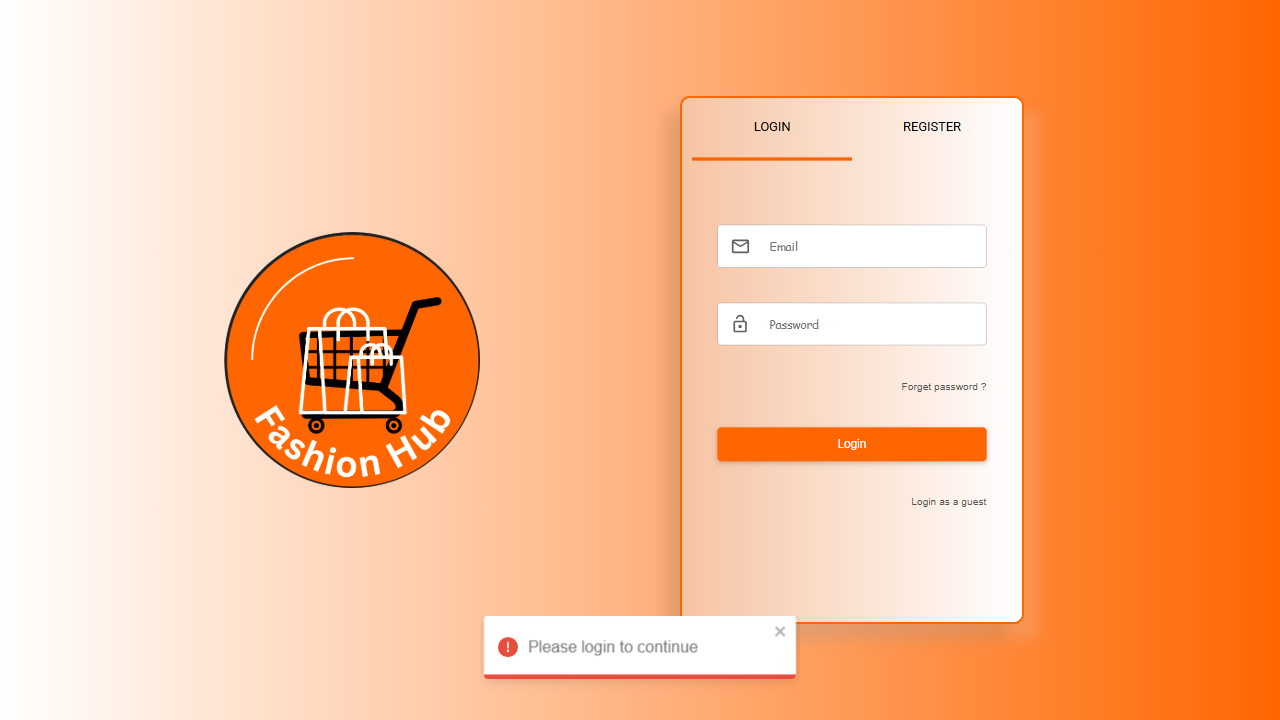 LOGIN
REGISTER
Email
Password
Forget password ?
Login
Login as a guest
Fashion Hub
Please login to continue